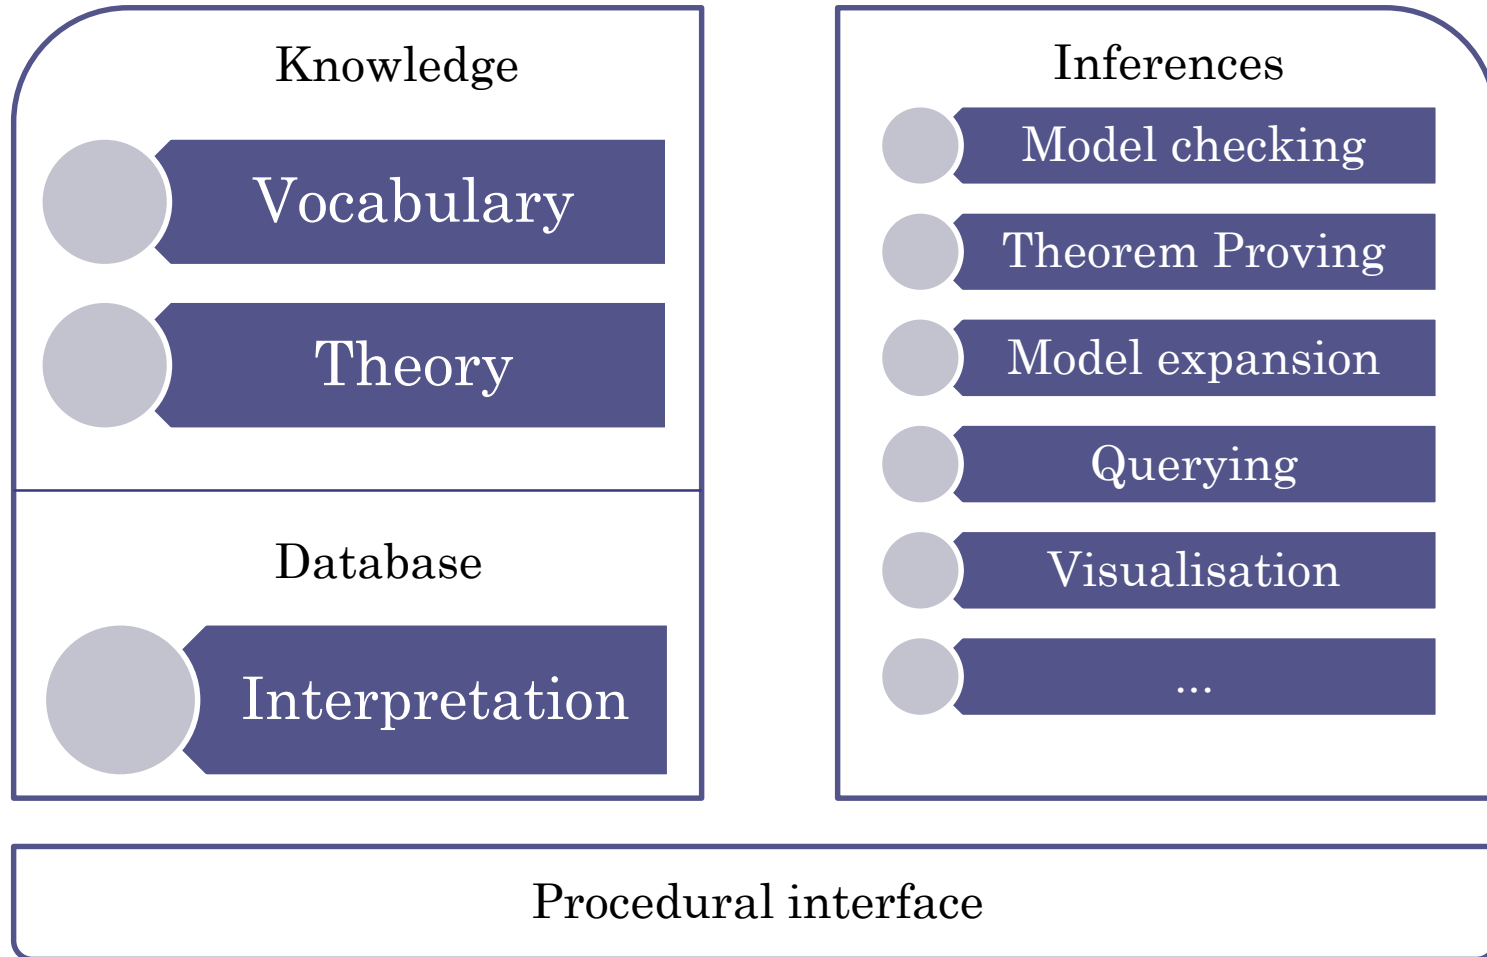 Knowledge
Vocabulary
Theory
Database
Interpretation
Inferences
Model checking
Theorem Proving
Model expansion
Querying
Visualisation
...
Procedural interface